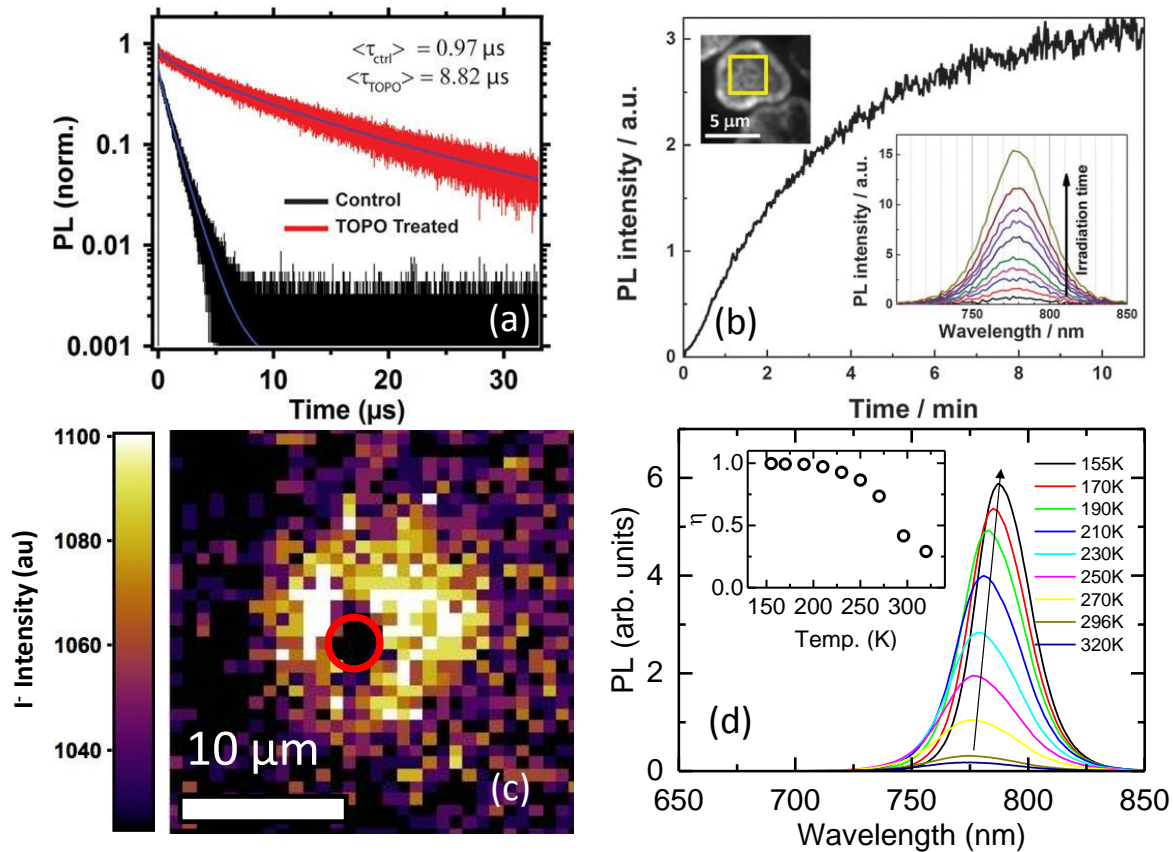 <τctrl> = 0.97 μs
<τTOPO> = 8.82 μs
1
0.1
0.01
0.001
PL (norm.)
Control
TOPO Treated
(a)
0
10
20
30
Time (μs)
3
2
1
0
PL intensity / a.u.
5 μm
(b)
15
10
5
0
PL intensity / a.u.
Irradiation time
750
800
850
Wavelength / nm
0
2
4
6
8
10
Time / min
1100
1080
1060
1040
I- Intensity (au)
10 μm
(c)
6
4
2
0
PL (arb. units)
1.0
0.5
0.0
η
150 200 250 300
Temp. (K)
155K
170K
190K
210K
230K
250K
270K
296K
320K
(d)
650
700
750
800
850
Wavelength (nm)